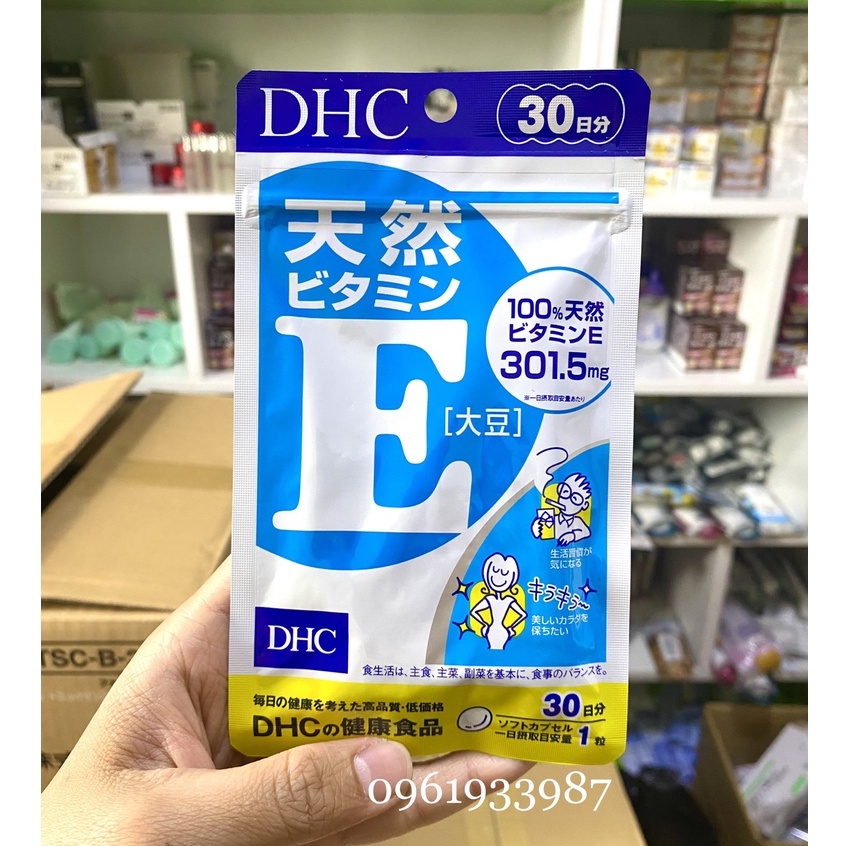 DHC
30日分
天然
ビタミン
E
[大豆]
100%天然
ビタミンE
301.5mg
※一日摂取目安量あたり
生活習慣が
気になる
キラキラ〜
美しいカラダを
保ちたい
DHC
食生活は、主食、主菜、副菜を基本に、食事のバランスを。
毎日の健康を考えた高品質・低価格
DHCの健康食品
30日分
ソフトカプセル
一日摂取目安量 1粒
TSC-B-
0961933987